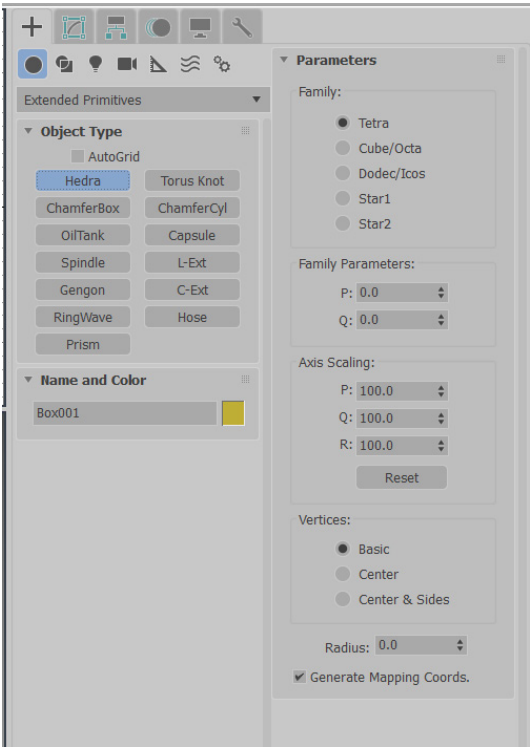 Extended Primitives
Object Type
AutoGrid
Hedra
Torus Knot
ChamferBox
ChamferCyl
OilTank
Capsule
Spindle
L-Ext
Gengon
C-Ext
RingWave
Hose
Prism
Name and Color
Box001
Parameters
Family:
Tetra
Cube/Octa
Dodec/Icos
Star1
Star2
Family Parameters:
P: 0.0
Q: 0.0
Axis Scaling:
P: 100.0
Q: 100.0
R: 100.0
Reset
Vertices:
Basic
Center
Center & Sides
Radius: 0.0
Generate Mapping Coords.